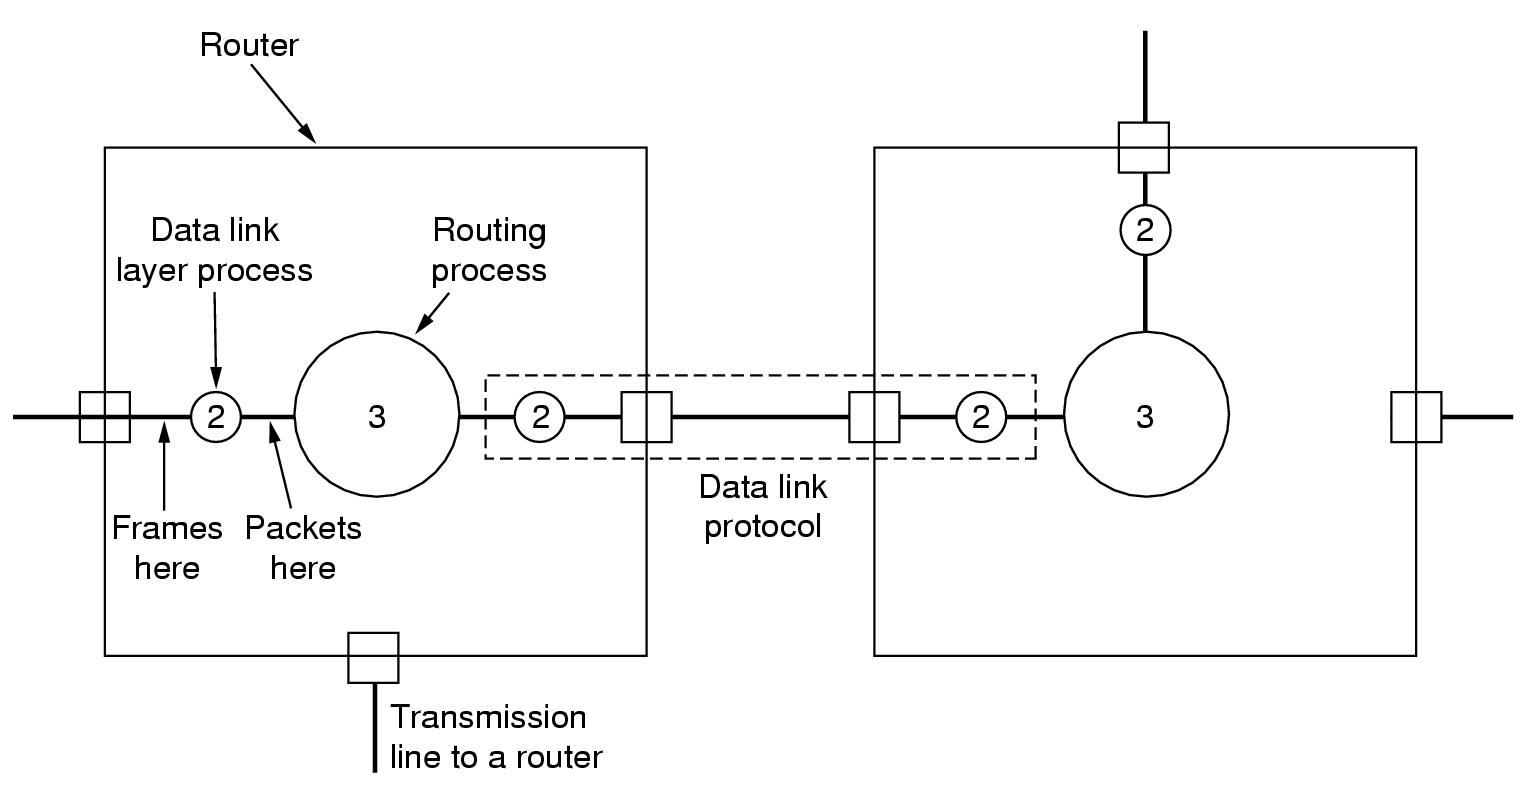 Router
Data link
layer process
Routing
process
2
2
3
2
2
3
Frames
here
Packets
here
Data link
protocol
Transmission
line to a router